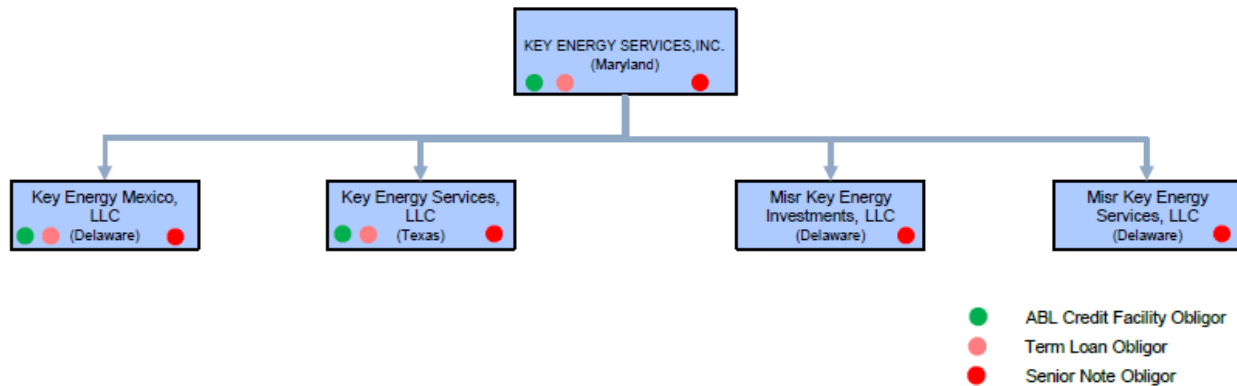 KEY ENERGY SERVICES,INC.
(Maryland)
Key Energy Mexico,
LLC
(Delaware)
Key Energy Services,
LLC
(Texas)
Misr Key Energy
Investments, LLC
(Delaware)
Misr Key Energy
Services, LLC
(Delaware)
ABL Credit Facility Obligor
Term Loan Obligor
Senior Note Obligor